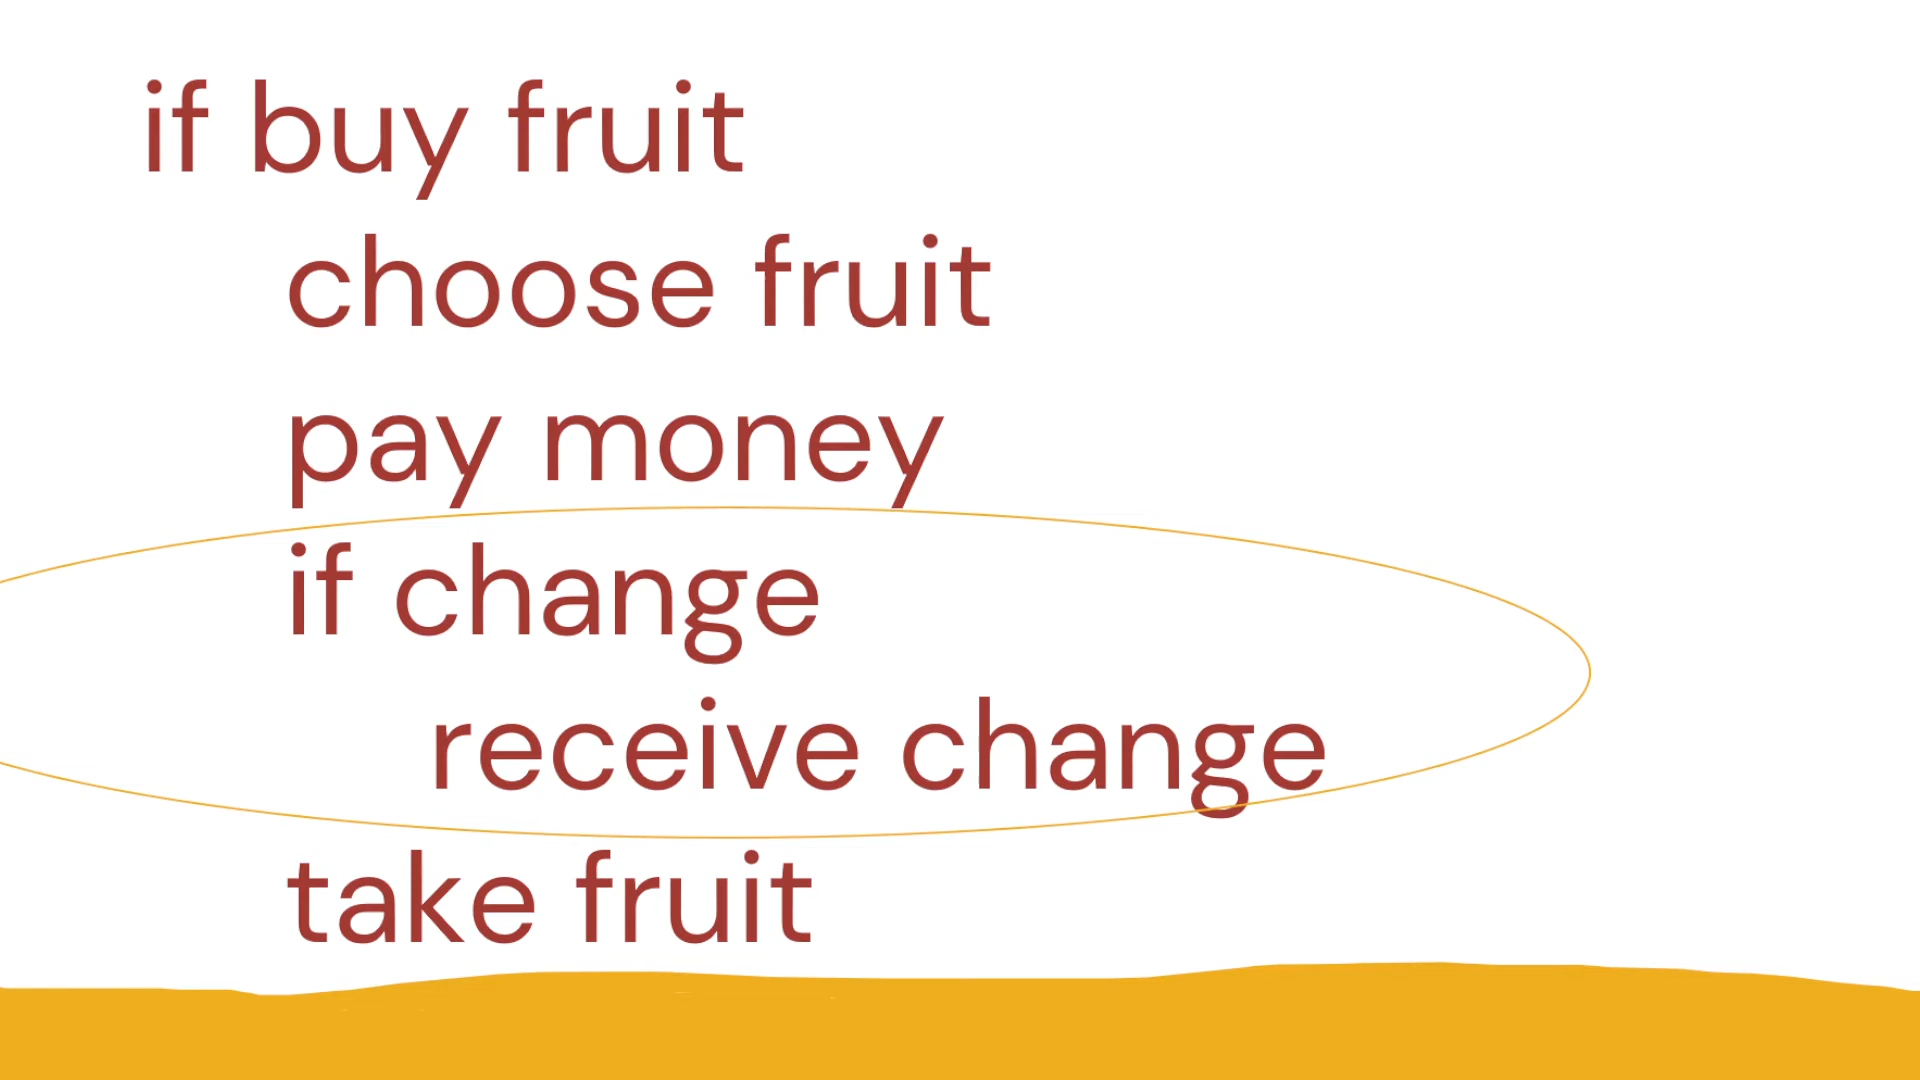 if buy fruit
choose fruit
pay money
if change
receive change
take fruit